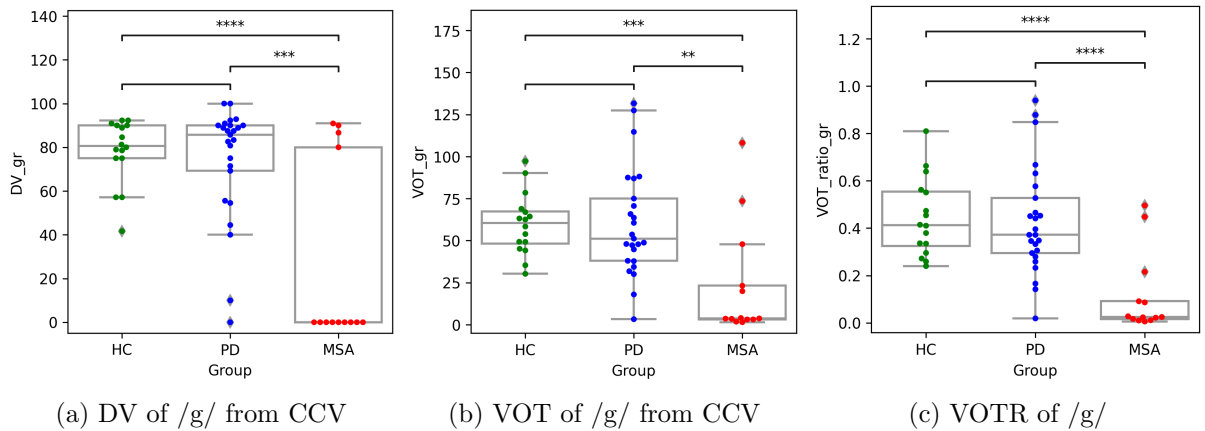 140
120
100
80
60
40
20
0
DV_gr
****
***
HC
PD
MSA
Group
(a) DV of /g/ from CCV
175
150
125
100
75
50
25
0
VOT_gr
***
**
HC
PD
MSA
Group
(b) VOT of /g/ from CCV
1.2
1.0
0.8
0.6
0.4
0.2
0.0
VOT_ratio_gr
****
****
HC
PD
MSA
Group
(c) VOTR of /g/